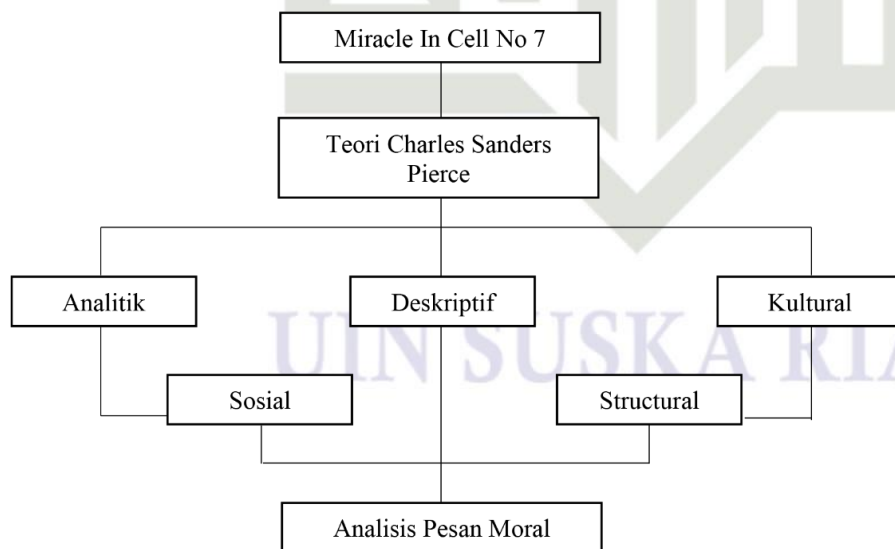 Miracle In Cell No 7
Teori Charles Sanders
Pierce
Analitik
Deskriptif
Kultural
UIN SUSKA RIA
Sosial
Structural
Analisis Pesan Moral